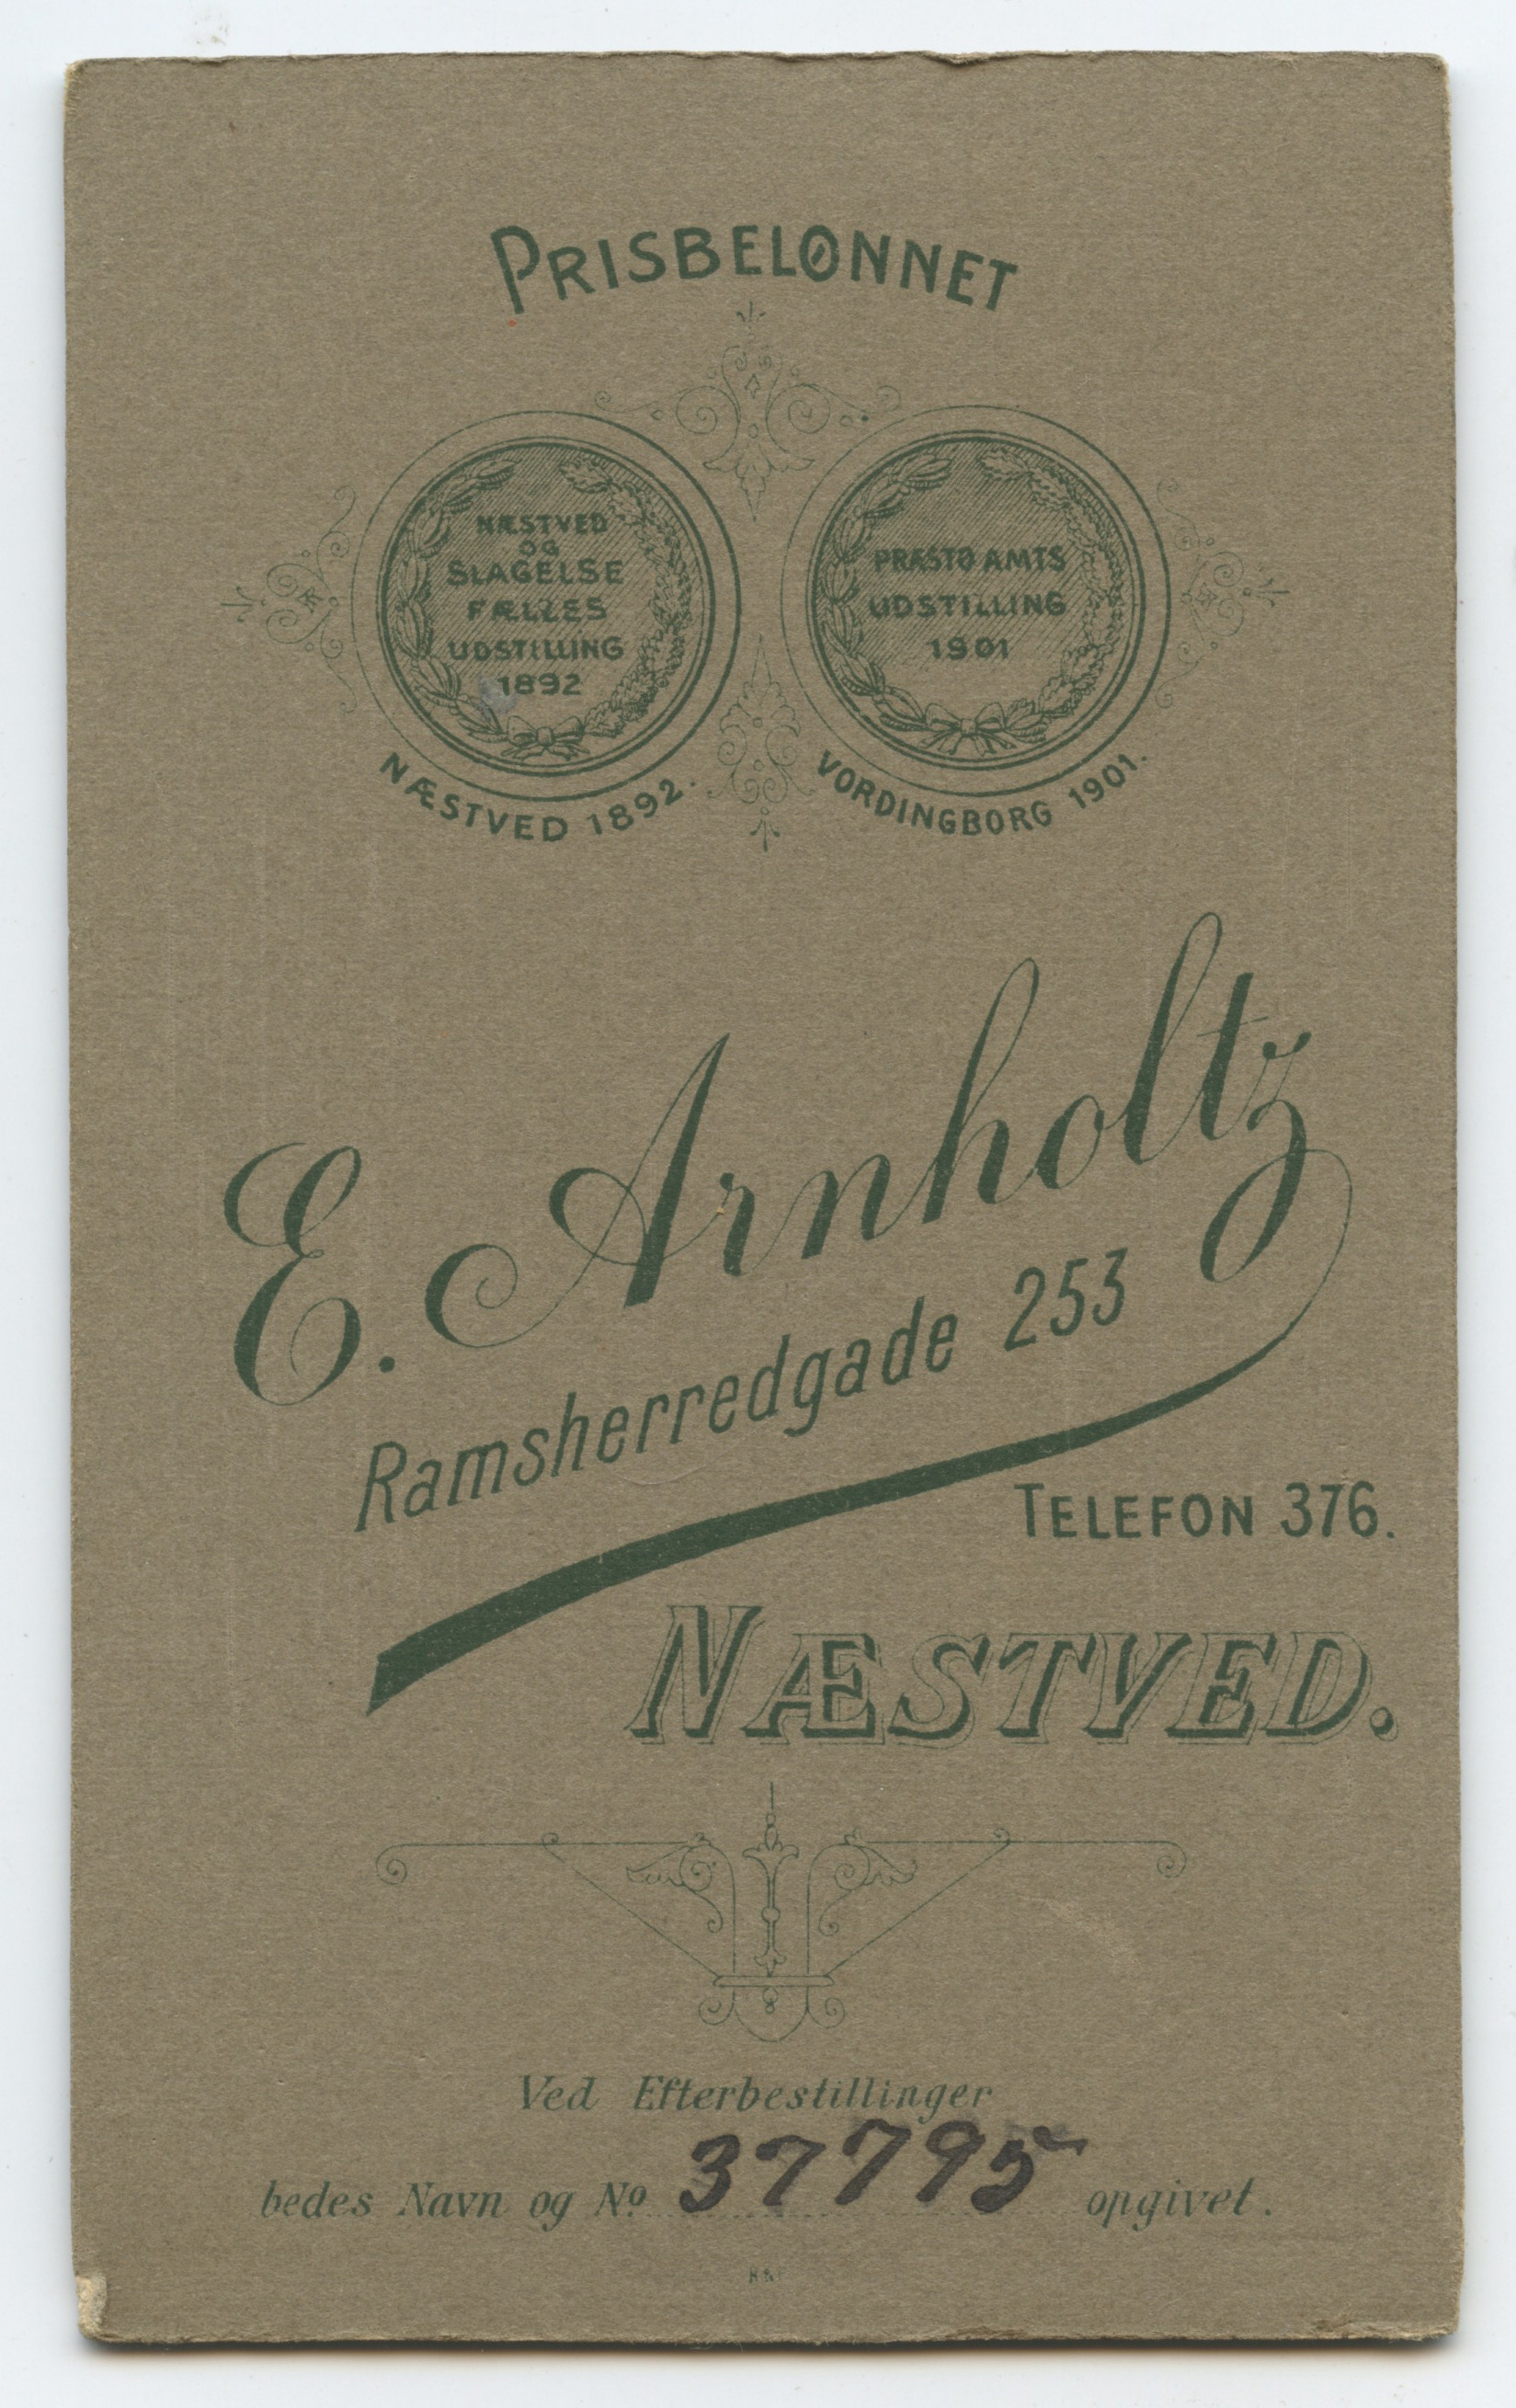 PRISBELØNNET
NÆSTVED
OG
SLAGELSE
FÆLLES
UDSTILLING
1892
NÆSTVED 1892.
PRÆSTØ AMTS
UDSTILLING
1901
VORDINGBORG 1901.
E. Arnholtz
Ramsherredgade 253
TELEFON 376.
NÆSTVED.
Ved Efterbestillinger
bedes Navn og No. 37795 opgivet.